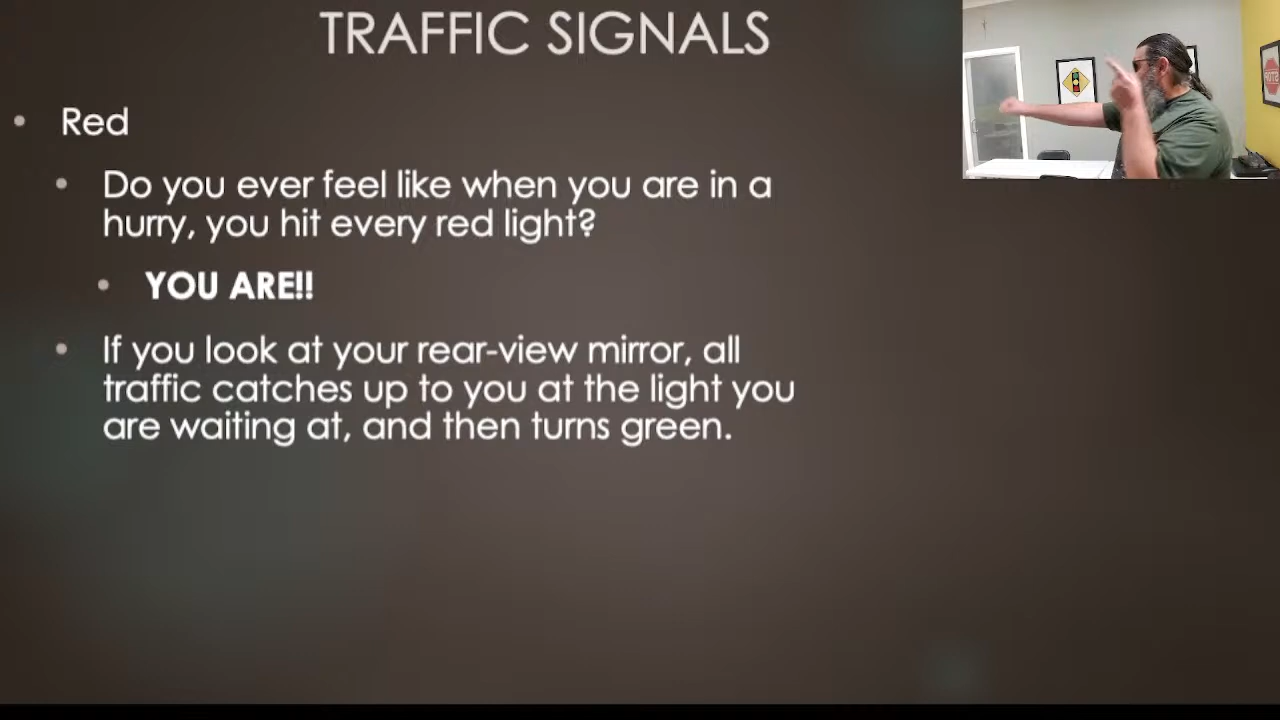 TRAFFIC SIGNALS
Red
Do you ever feel like when you are in a
hurry, you hit every red light?
YOU ARE!!
If you look at your rear-view mirror, all
traffic catches up to you at the light you
are waiting at, and then turns green.